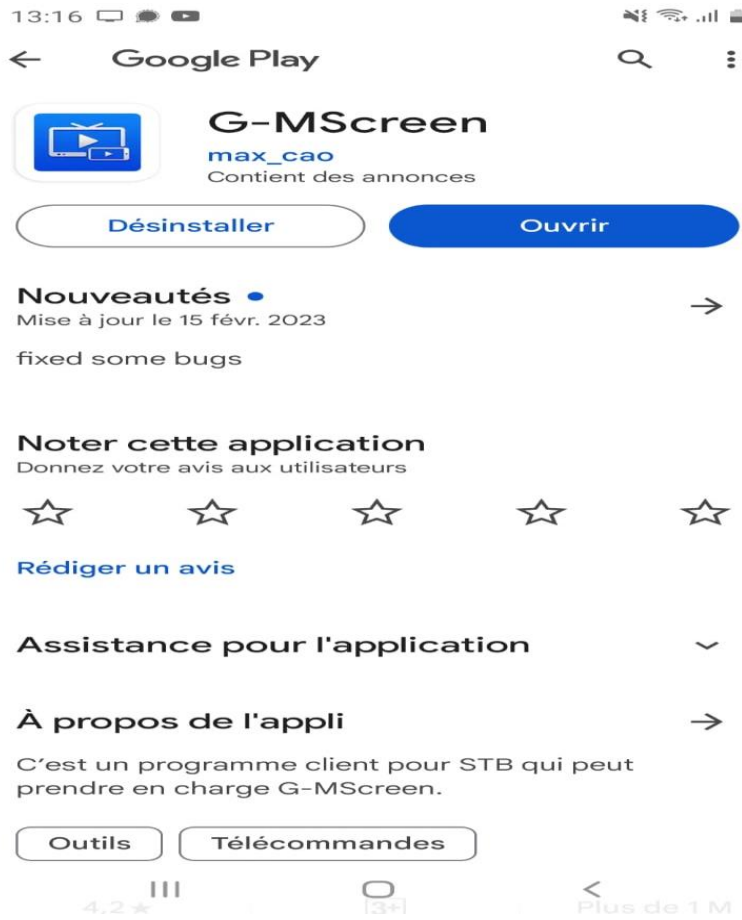 13:16
Google Play
G-MScreen
max_cao
Contient des annonces
Désinstaller
Ouvrir
Nouveautés
Mise à jour le 15 févr. 2023
fixed some bugs
Noter cette application
Donnez votre avis aux utilisateurs
Rédiger un avis
Assistance pour l'application
À propos de l'appli
C’est un programme client pour STB qui peut
prendre en charge G-MScreen.
Outils
Télécommandes
4,2★ 3+ Plus de 1 M